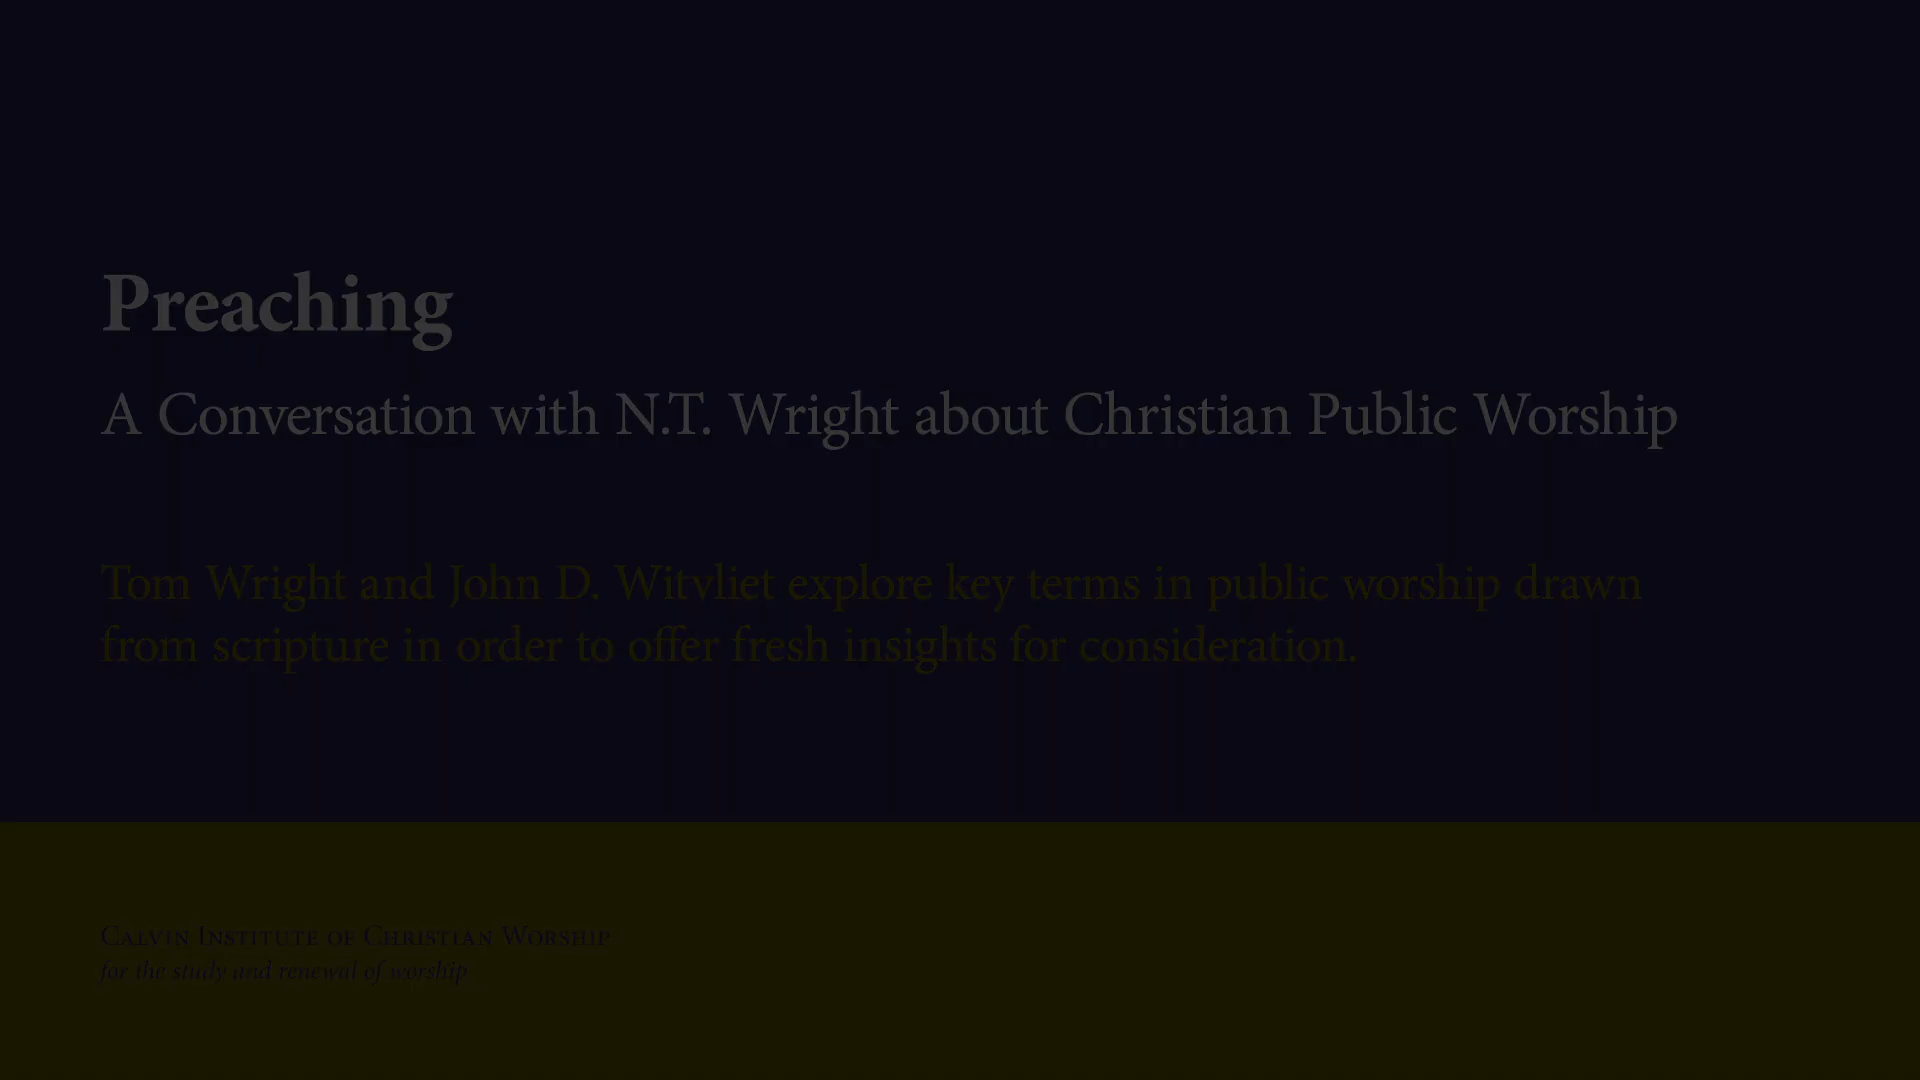 Preaching
A Conversation with N.T. Wright about Christian Public Worship
Tom Wright and John D. Witvliet explore key terms in public worship drawn
from scripture in order to offer fresh insights for consideration.
Calvin Institute of Christian Worship
for the study and renewal of worship